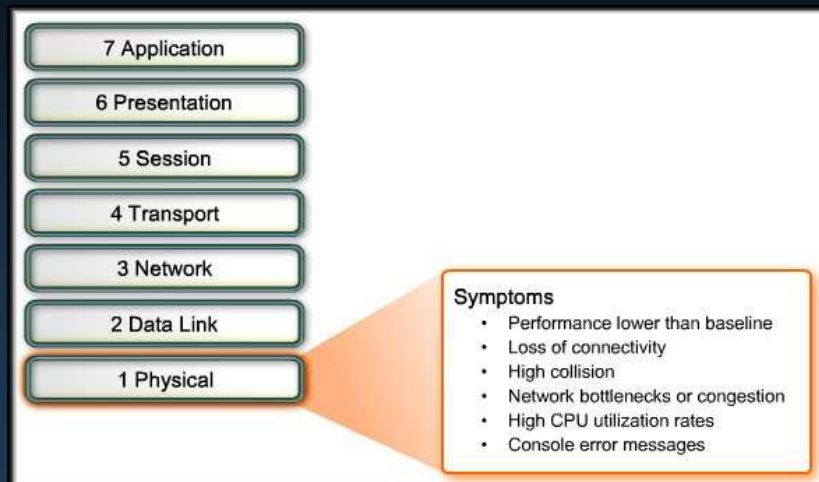 7 Application
6 Presentation
5 Session
4 Transport
3 Network
2 Data Link
1 Physical
Symptoms
• Performance lower than baseline
• Loss of connectivity
• High collision
• Network bottlenecks or congestion
• High CPU utilization rates
• Console error messages